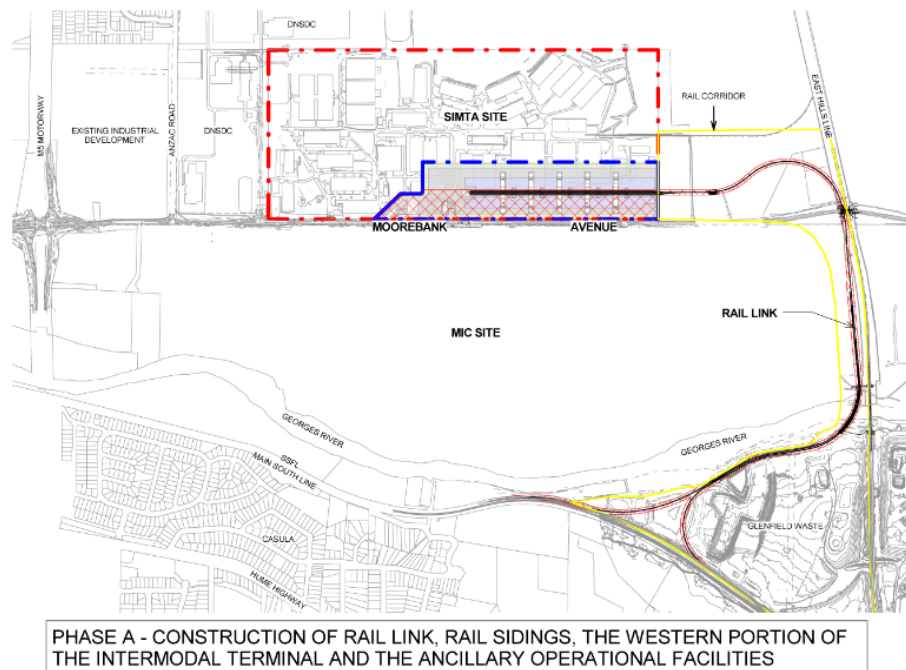 DNSDC
RAIL CORRIDOR
EAST HILLS LINE
M5 MOTORWAY
EXISTING INDUSTRIAL
DEVELOPMENT
ANZAC ROAD
DNSDC
SIMTA SITE
MOOREBANK
AVENUE
RAIL LINK
MIC SITE
GEORGES RIVER
GEORGES RIVER
SSFL
MAIN SOUTH LINE
GLENFIELD WASTE
CASULA
HUME HIGHWAY
PHASE A - CONSTRUCTION OF RAIL LINK, RAIL SIDINGS, THE WESTERN PORTION OF
THE INTERMODAL TERMINAL AND THE ANCILLARY OPERATIONAL FACILITIES